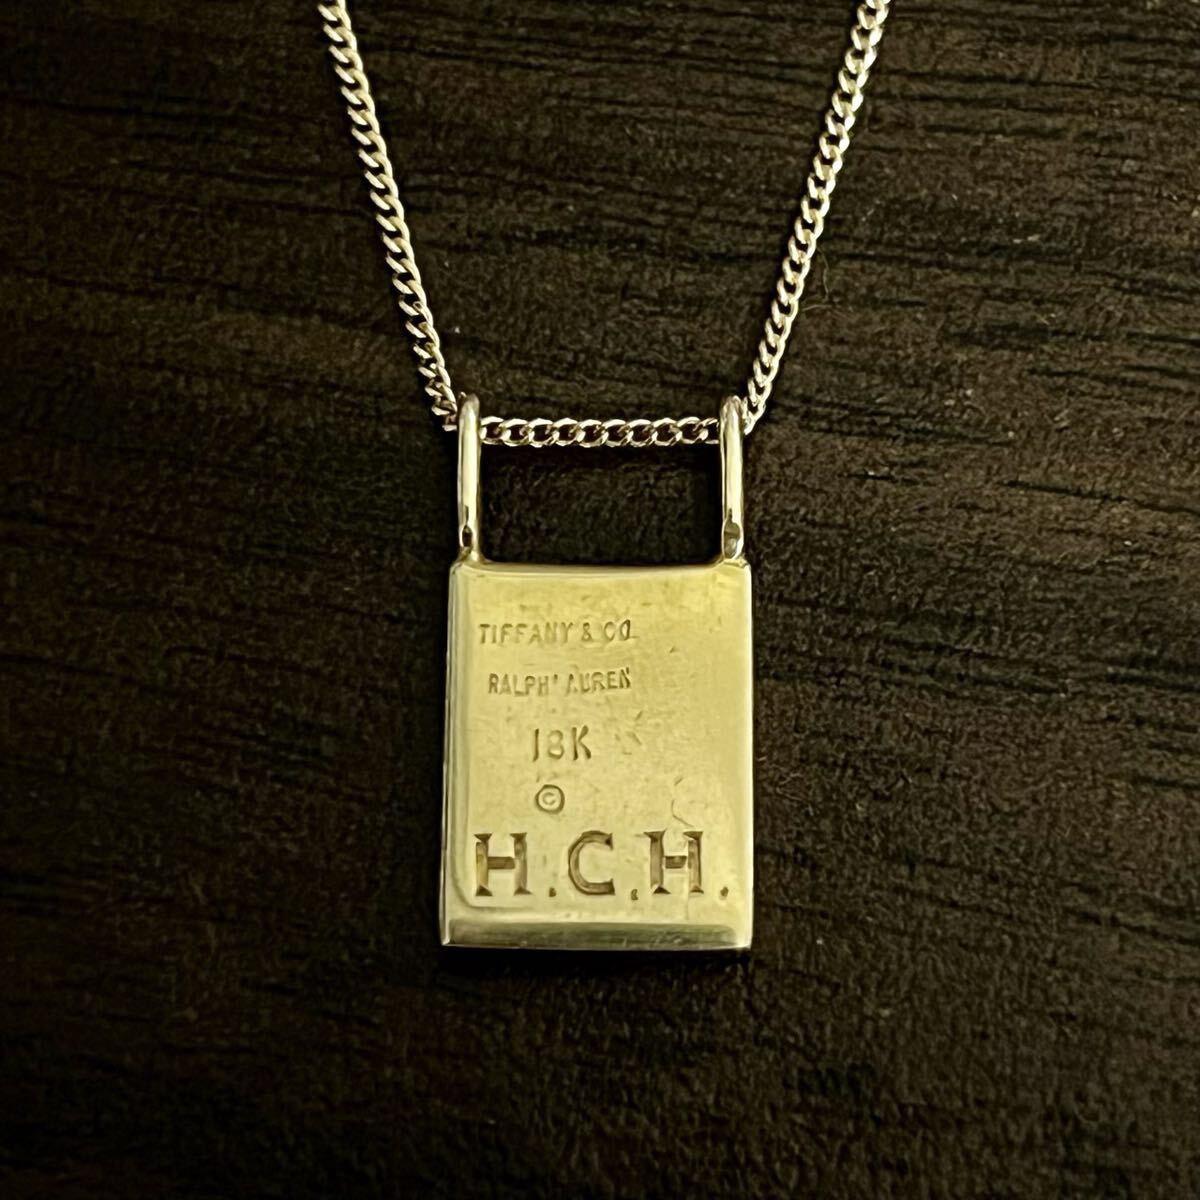 TIFFANY & CO.
RALPH LAUREN
18K
©
H.C.H.